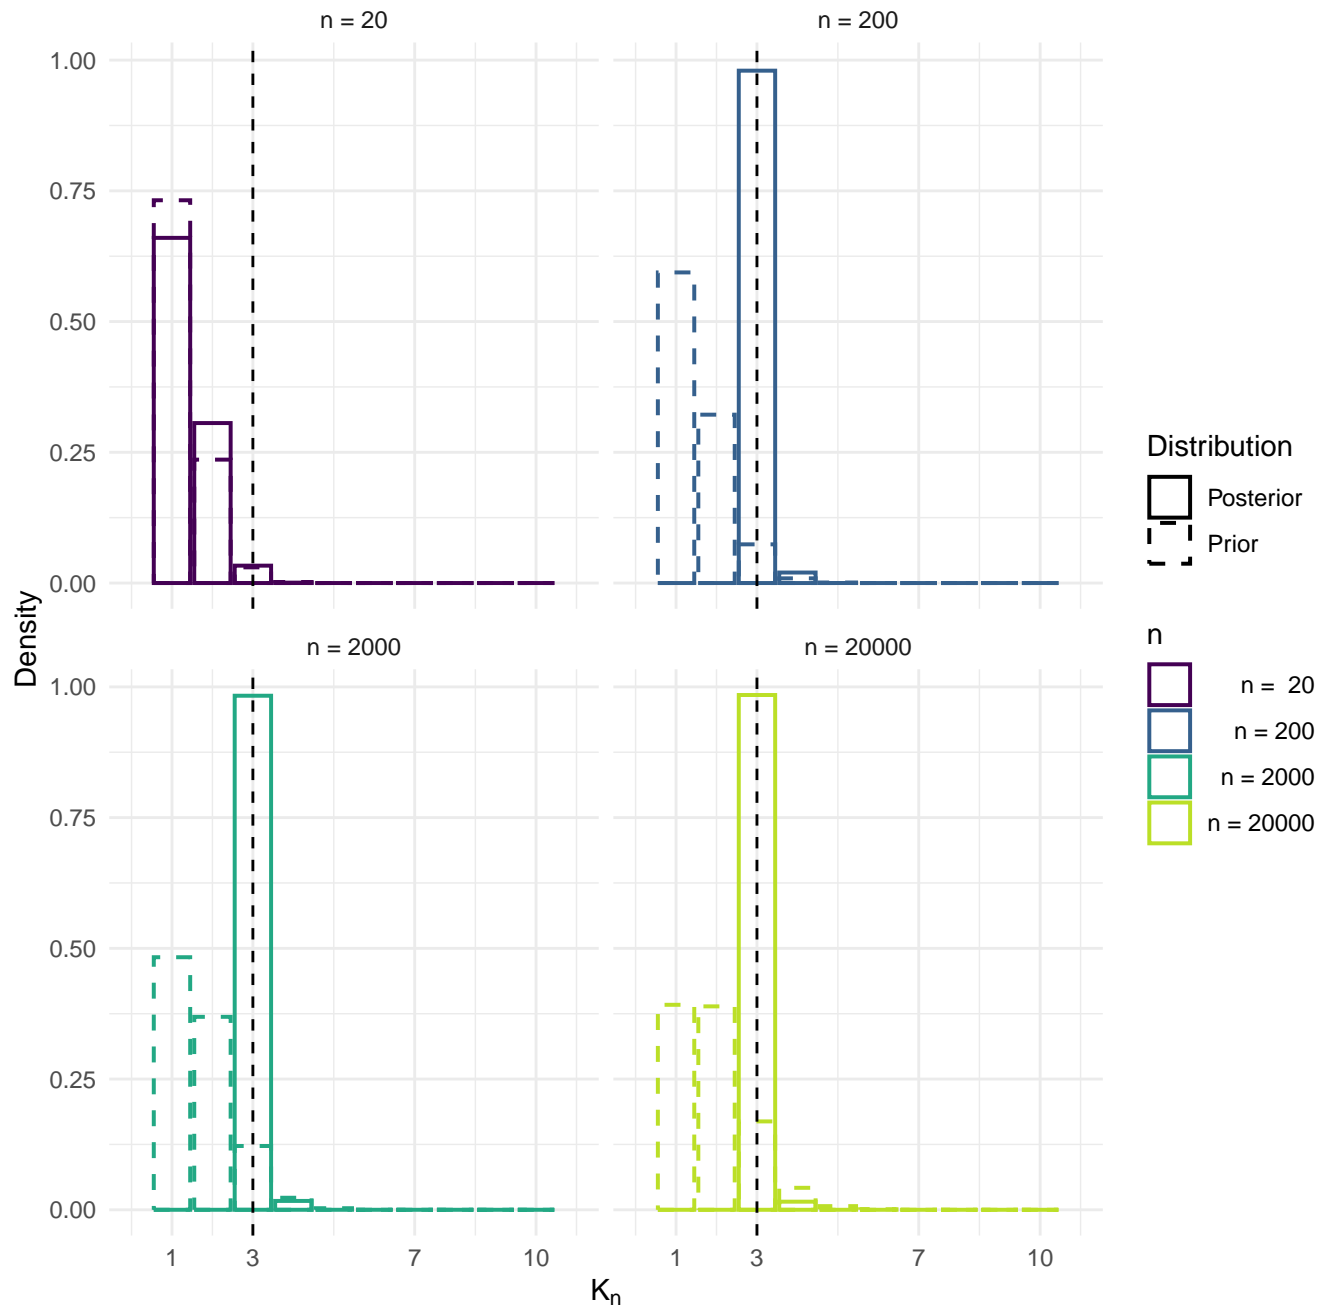 n = 20
n = 200
1.00
0.75
0.50
0.25
0.00
Density
n = 2000
n = 20000
1.00
0.75
0.50
0.25
0.00
1 3 7 10
1 3 7 10
Kn
Distribution
Posterior
Prior
n
n = 20
n = 200
n = 2000
n = 20000